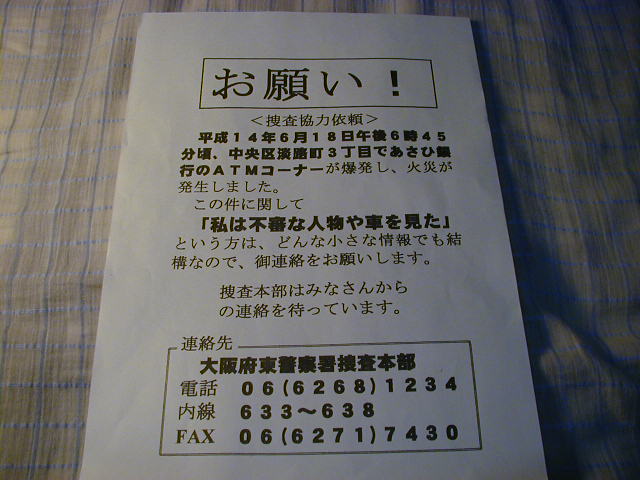 お願い！
＜捜査協力依頼＞
平成１４年６月１８日午後６時４５
分頃、中央区淡路町３丁目であさひ銀
行のＡＴＭコーナーが爆発し、火災が
発生しました。
この件に関して
「私は不審な人物や車を見た」
という方は、どんな小さな情報でも結
構なので、御連絡をお願いします。
捜査本部はみなさんから
の連絡を待っています。
連絡先
大阪府東警察署捜査本部
電話 ０６(６２６８)１２３４
内線 ６３３～６３８
FAX ０６(６２７１)７４３０